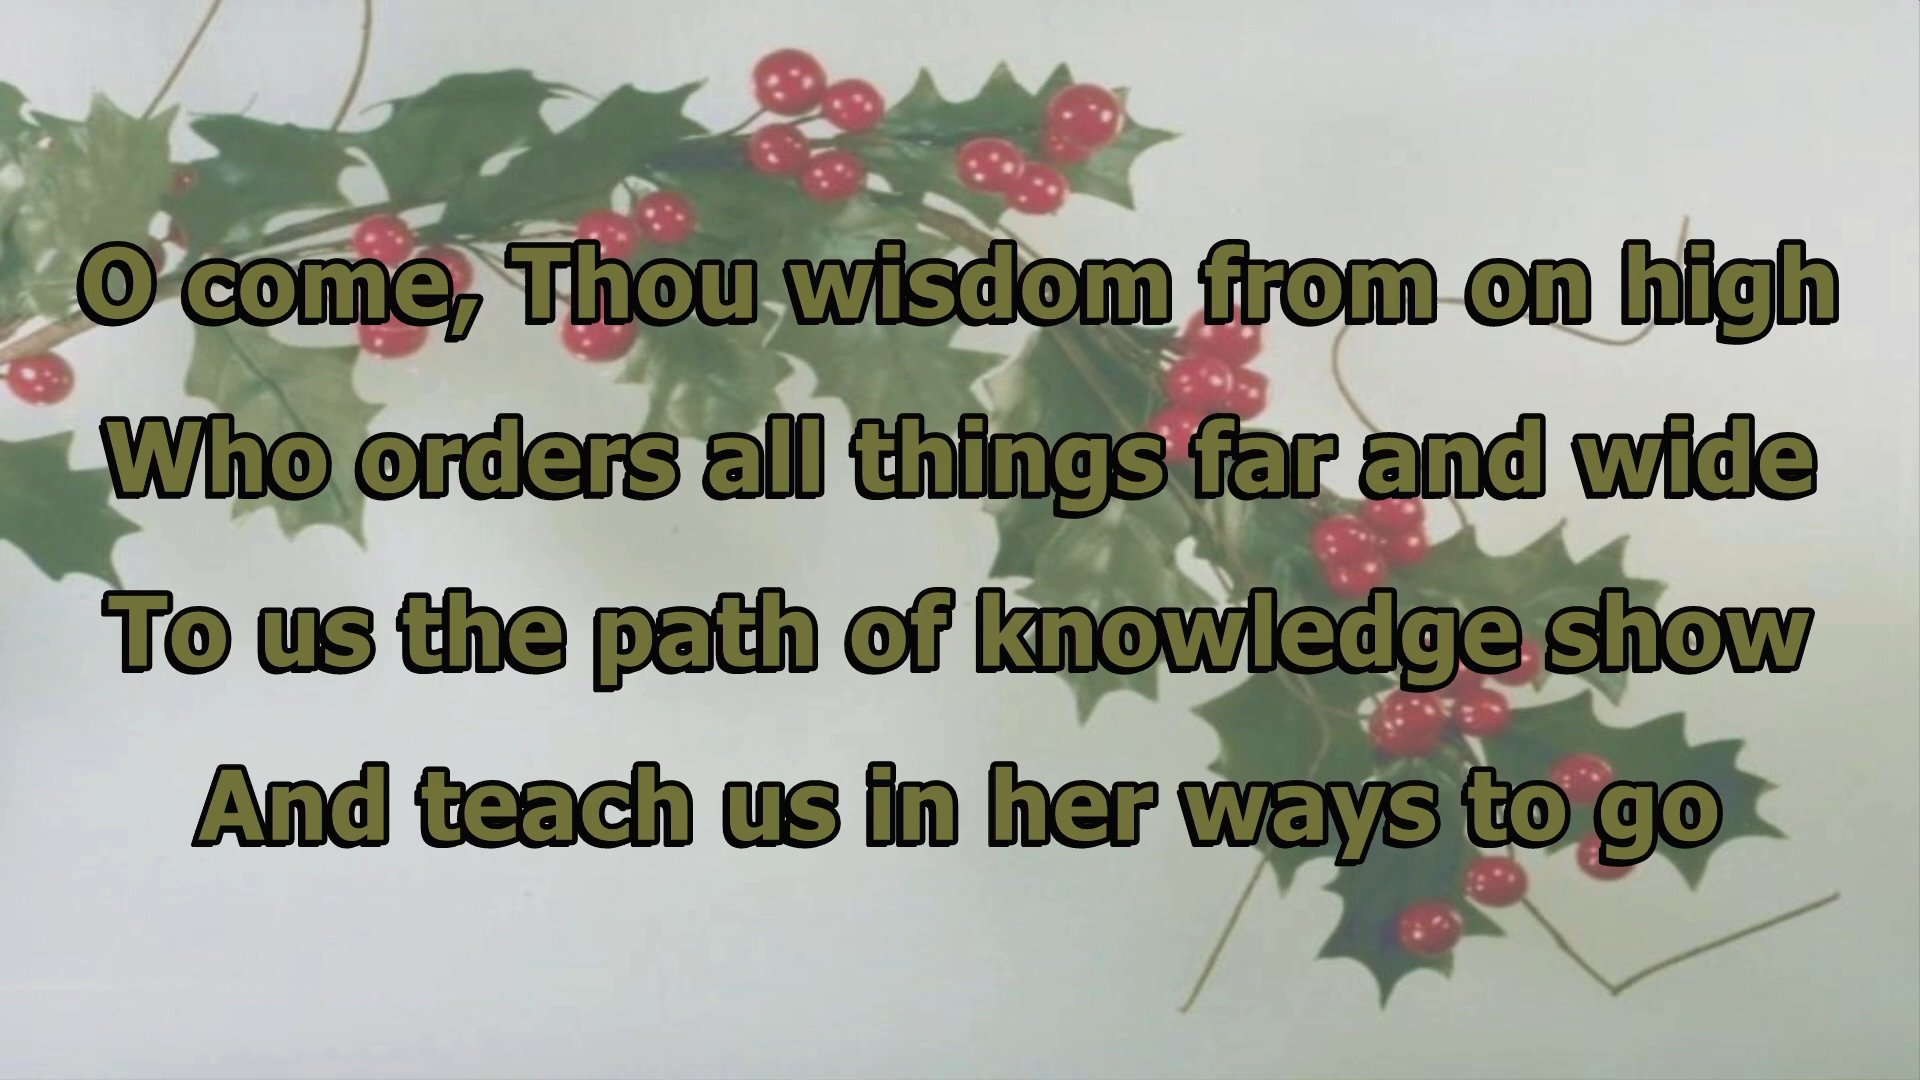 O come, Thou wisdom from on high
Who orders all things far and wide
To us the path of knowledge show
And teach us in her ways to go